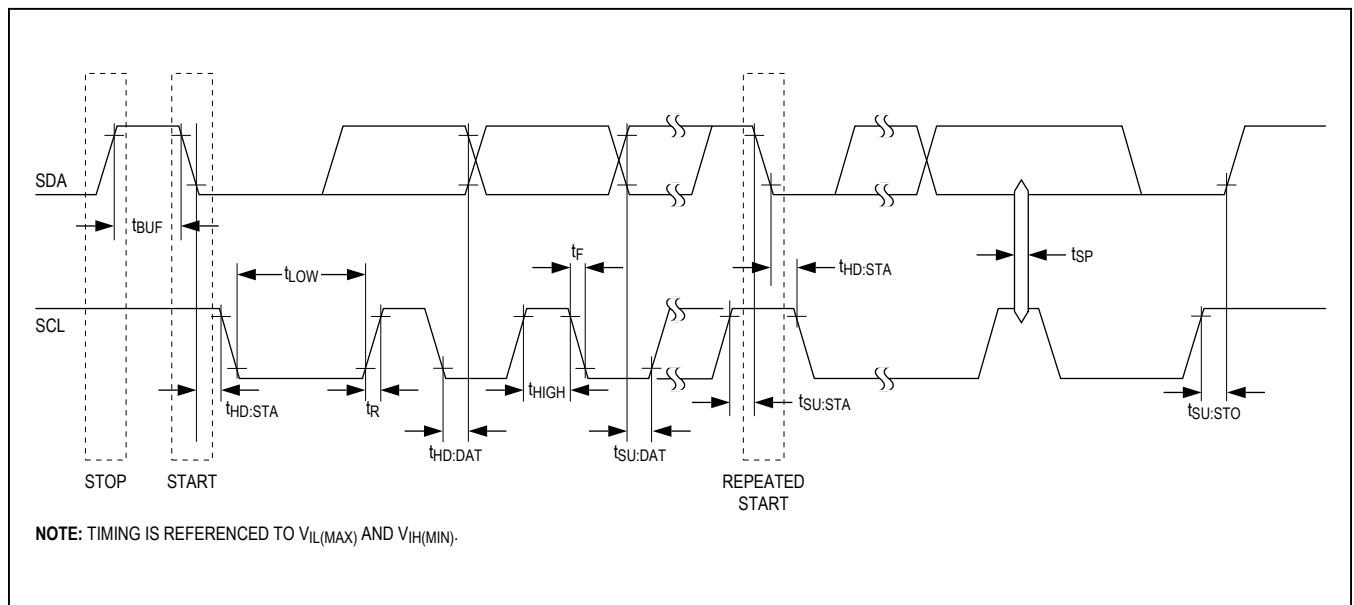 SDA
tBUF
tLOW
tF
tHD:STA
tSP
SCL
tHD:STA
tR
tHIGH
tSU:STA
tSU:STO
tHD:DAT
tSU:DAT
STOP
START
REPEATED
START
NOTE: TIMING IS REFERENCED TO VIL(MAX) AND VIH(MIN).